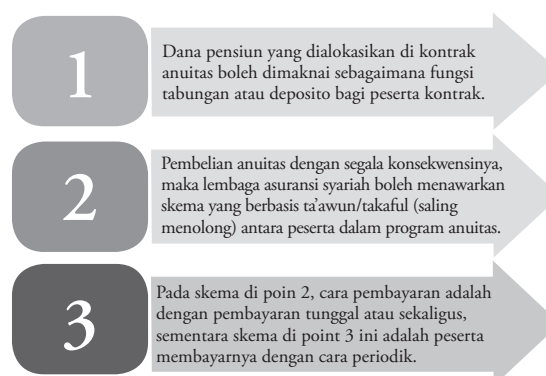 1
Dana pensiun yang dialokasikan di kontrak
anuitas boleh dimaknai sebagaimana fungsi
tabungan atau deposito bagi peserta kontrak.
2
Pembelian anuitas dengan segala konsekwensinya,
maka lembaga asuransi syariah boleh menawarkan
skema yang berbasis ta'awun/takaful (saling
menolong) antara peserta dalam program anuitas.
3
Pada skema di poin 2, cara pembayaran adalah
dengan pembayaran tunggal atau sekaligus,
sementara skema di point 3 ini adalah peserta
membayarnya dengan cara periodik.